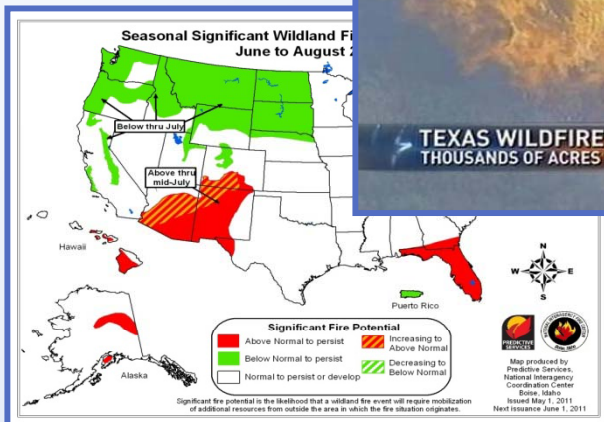 Seasonal Significant Wildland
June to August
TEXAS WILDFIRE
THOUSANDS OF ACRES
Below thru July
Above thru
mid-July
Hawaii
Alaska
Puerto Rico
N
W
E
S
Significant Fire Potential
Above Normal to persist
Below Normal to persist
Normal to persist or develop
Increasing to
Above Normal
Decreasing to
Below Normal
PREDICTIVE
SERVICES
Map produced by
Predictive Services,
National Interagency
Coordination Center
Boise, Idaho
Issued May 1, 2011
Next issuance June 1, 2011
Significant fire potential is the likelihood that a wildland fire event will require mobilization
of additional resources from outside the area in which the fire situation originates.